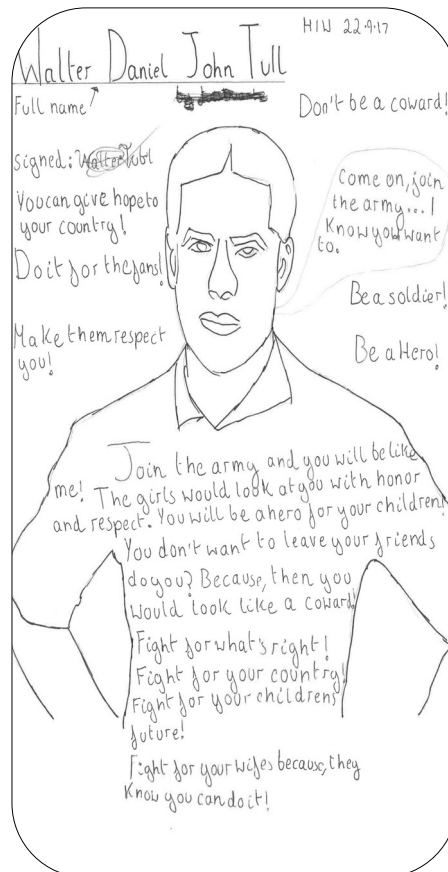 H/W 22.9.17
Walter Daniel John Tull
Full name
Don't be a coward!
signed: Walter Tull
You can give hope to
your country!
Do it for the fans!
Make them respect
you!
Come on, join
the army... I
Know you want
to.
Be a soldier!
Be a Hero!
Join the army and you will be like
me! The girls would look at you with honor
and respect. You will be a hero for your children!
You don't want to leave your friends
do you? Because, then you
would look like a coward!
Fight for what's right!
Fight for your country!
Fight for your childrens
future!
Fight for your wifes because, they
Know you can do it!